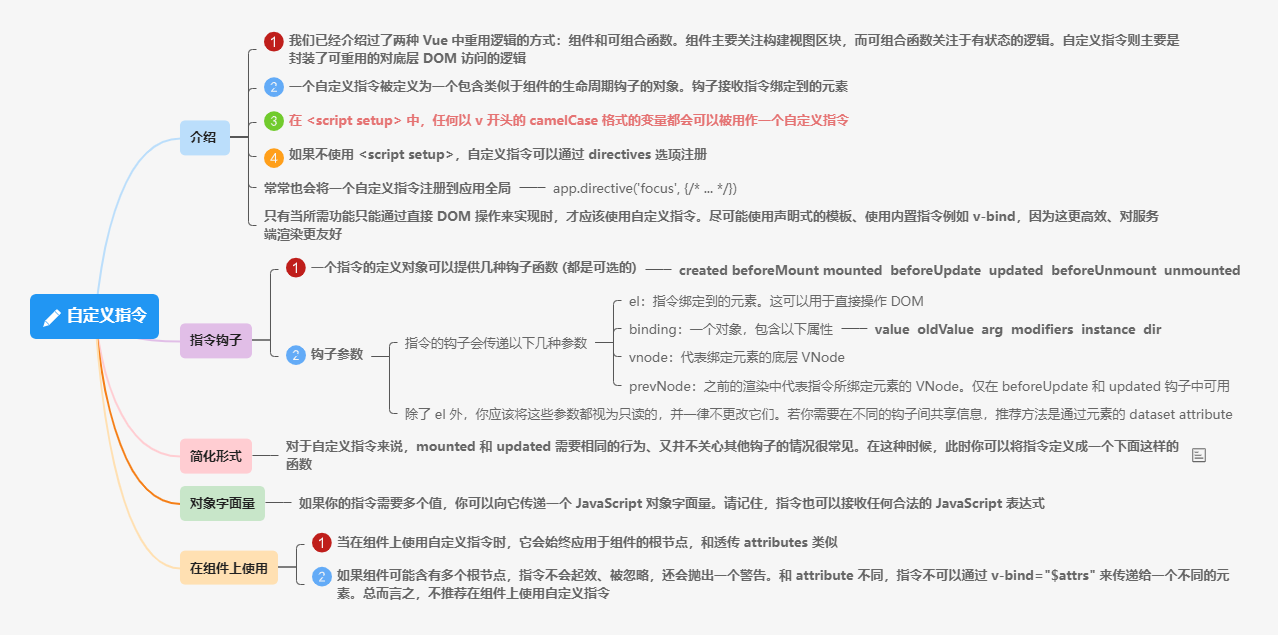 自定义指令
介绍
1 我们已经介绍过了两种 Vue 中重用逻辑的方式：组件和可组合函数。组件主要关注构建视图区块，而可组合函数关注于有状态的逻辑。自定义指令则主要是
封装了可重用的对底层 DOM 访问的逻辑
2 一个自定义指令被定义为一个包含类似于组件的生命周期钩子的对象。钩子接收指令绑定到的元素
3 在 <script setup> 中，任何以 v 开头的 camelCase 格式的变量都会可以被用作一个自定义指令
4 如果不使用 <script setup>，自定义指令可以通过 directives 选项注册
常常也会将一个自定义指令注册到应用全局 app.directive('focus', {/* ... */})
只有当所需功能只能通过直接 DOM 操作来实现时，才应该使用自定义指令。尽可能使用声明式的模板、使用内置指令例如 v-bind，因为这更高效、对服务
端渲染更友好
指令钩子
1 一个指令的定义对象可以提供几种钩子函数 (都是可选的) created beforeMount mounted beforeUpdate updated beforeUnmount unmounted
2 钩子参数
指令的钩子会传递以下几种参数
el：指令绑定到的元素。这可以用于直接操作 DOM
binding：一个对象，包含以下属性 value oldValue arg modifiers instance dir
vnode：代表绑定元素的底层 VNode
prevNode：之前的渲染中代表指令所绑定元素的 VNode。仅在 beforeUpdate 和 updated 钩子中可用
除了 el 外，你应该将这些参数都视为只读的，并一律不更改它们。若你需要在不同的钩子间共享信息，推荐方法是通过元素的 dataset attribute
简化形式
对于自定义指令来说，mounted 和 updated 需要相同的行为、又并不关心其他钩子的情况很常见。在这种时候，此时你可以将指令定义成一个下面这样的
函数
对象字面量
如果你的指令需要多个值，你可以向它传递一个 JavaScript 对象字面量。请记住，指令也可以接收任何合法的 JavaScript 表达式
在组件上使用
1 当在组件上使用自定义指令时，它会始终应用于组件的根节点，和透传 attributes 类似
2 如果组件可能含有多个根节点，指令不会起效、被忽略，还会抛出一个警告。和 attribute 不同，指令不可以通过 v-bind="$attrs" 来传递给一个不同的元
素。总而言之，不推荐在组件上使用自定义指令